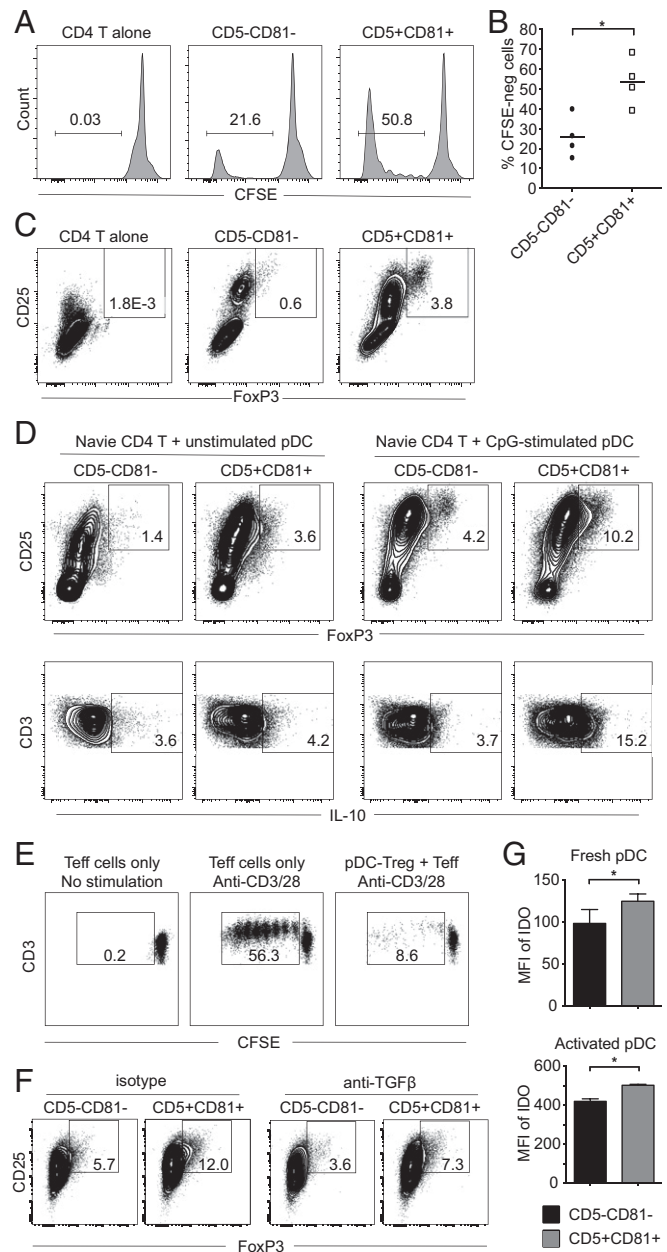 A
CD4 T alone
CD5-CD81-
CD5+CD81+
Count
0.03
21.6
50.8
CFSE
B
*
% CFSE-neg cells
80
70
60
50
40
30
20
10
0
CD5-CD81-
CD5+CD81+
C
CD4 T alone
CD5-CD81-
CD5+CD81+
CD25
1.8E-3
0.6
3.8
FoxP3
D
Navie CD4 T + unstimulated pDC
Navie CD4 T + CpG-stimulated pDC
CD5-CD81-
CD5+CD81+
CD5-CD81-
CD5+CD81+
CD25
1.4
3.6
4.2
10.2
FoxP3
CD3
3.6
4.2
3.7
15.2
IL-10
E
Teff cells only
No stimulation
Teff cells only
Anti-CD3/28
pDC-Treg + Teff
Anti-CD3/28
CD3
0.2
56.3
8.6
CFSE
F
isotype
anti-TGFβ
CD5-CD81-
CD5+CD81+
CD5-CD81-
CD5+CD81+
CD25
5.7
12.0
3.6
7.3
FoxP3
G
Fresh pDC
*
MFI of IDO
150
100
50
0
Activated pDC
*
MFI of IDO
600
400
200
0
CD5-CD81-
CD5+CD81+